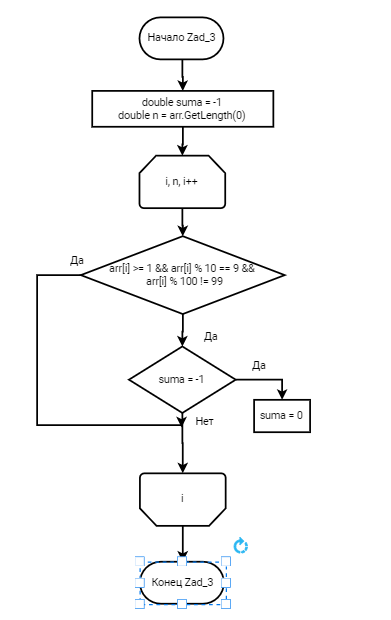 Начало Zad_3
double suma = -1
double n = arr.GetLength(0)
i, n, i++
Да
arr[i] >= 1 && arr[i] % 10 == 9 &&
arr[i] % 100 != 99
Да
suma = -1
Да
suma = 0
Нет
i
Конец Zad_3